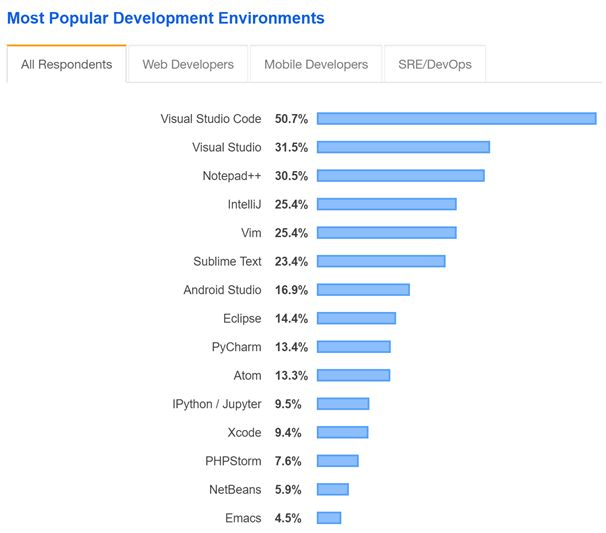 Most Popular Development Environments
All Respondents Web Developers Mobile Developers SRE/DevOps
Visual Studio Code 50.7%
Visual Studio 31.5%
Notepad++ 30.5%
IntelliJ 25.4%
Vim 25.4%
Sublime Text 23.4%
Android Studio 16.9%
Eclipse 14.4%
PyCharm 13.4%
Atom 13.3%
IPython / Jupyter 9.5%
Xcode 9.4%
PHPStorm 7.6%
NetBeans 5.9%
Emacs 4.5%